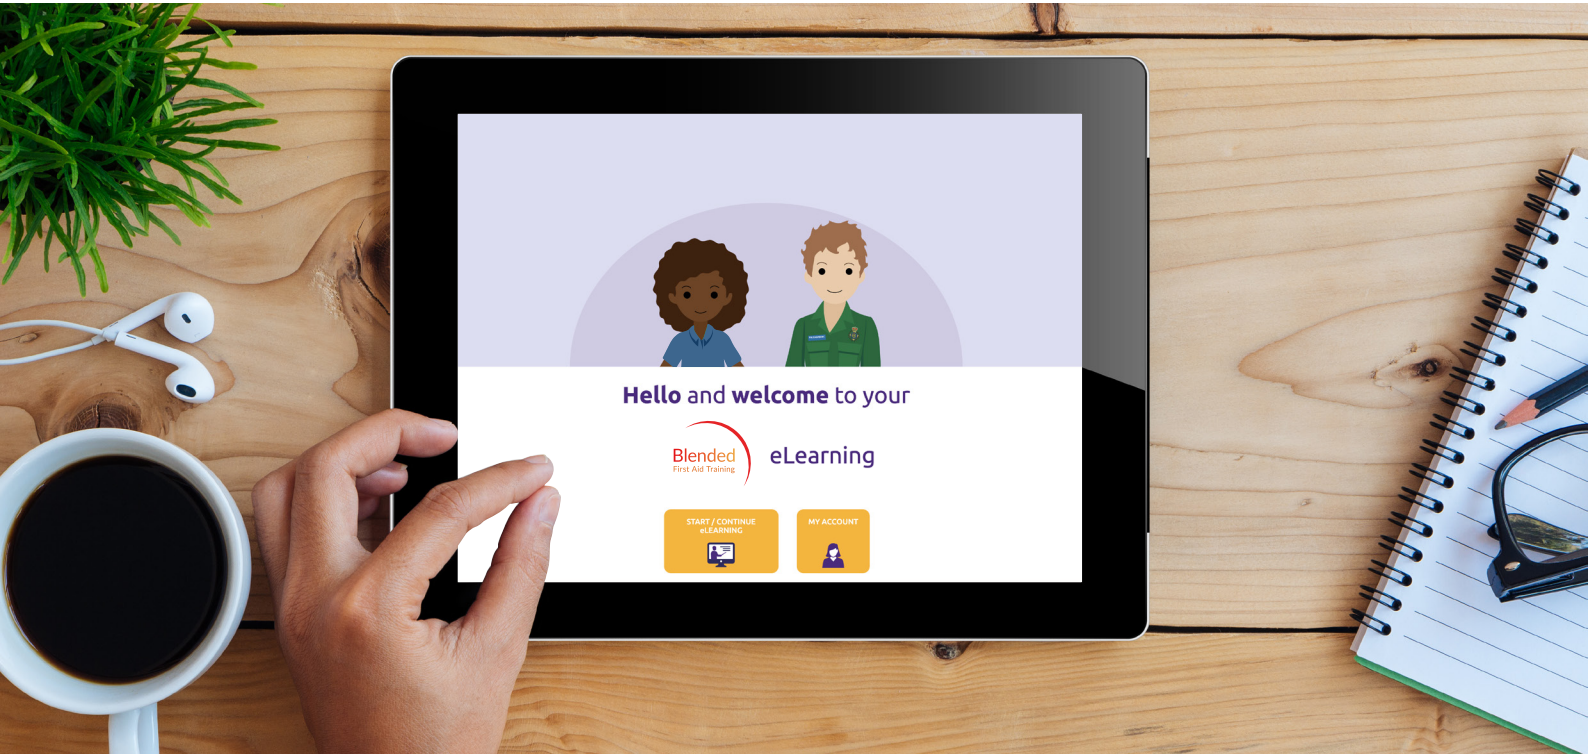 Hello and welcome to your
Blended
First Aid Training
eLearning
START / CONTINUE
eLEARNING
MY ACCOUNT